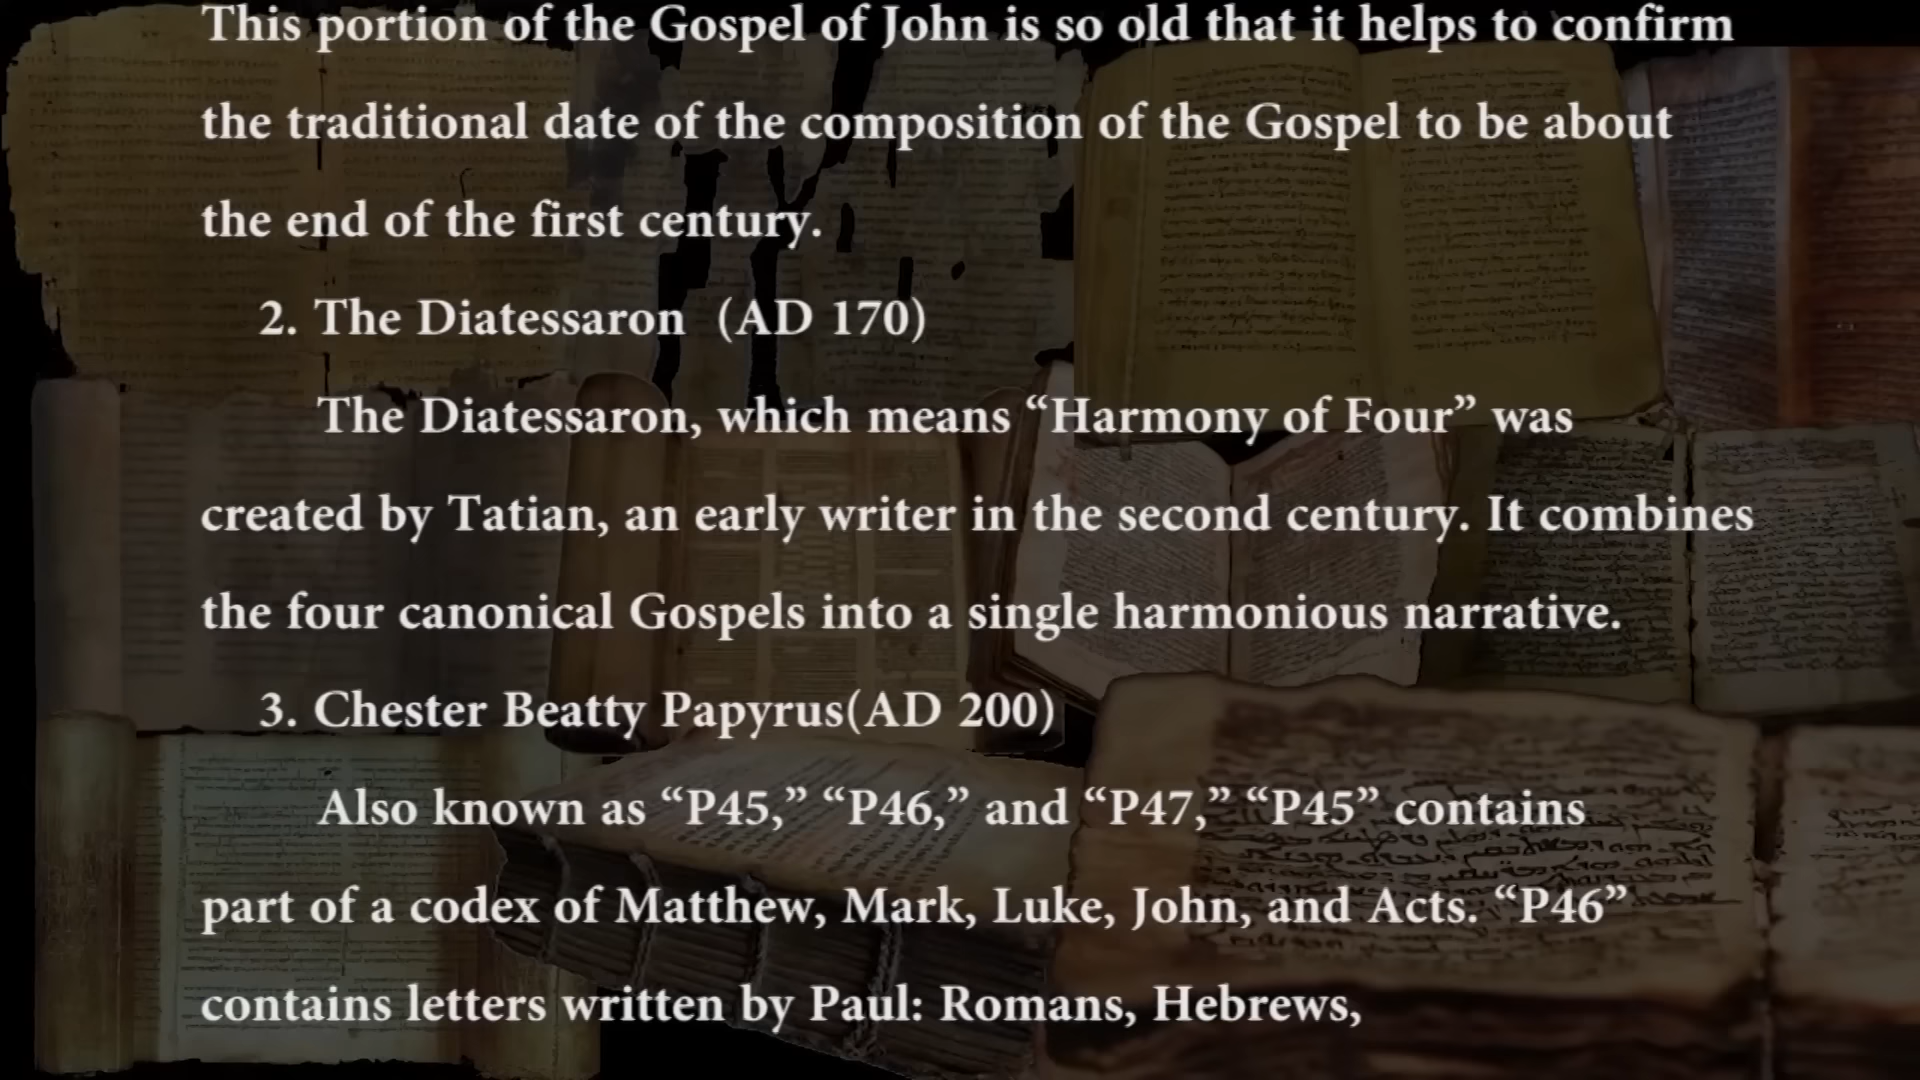 This portion of the Gospel of John is so old that it helps to confirm
the traditional date of the composition of the Gospel to be about
the end of the first century.
2. The Diatessaron (AD 170)
The Diatessaron, which means “Harmony of Four” was
created by Tatian, an early writer in the second century. It combines
the four canonical Gospels into a single harmonious narrative.
3. Chester Beatty Papyrus(AD 200)
Also known as “P45,” “P46,” and “P47,” “P45” contains
part of a codex of Matthew, Mark, Luke, John, and Acts. “P46”
contains letters written by Paul: Romans, Hebrews,